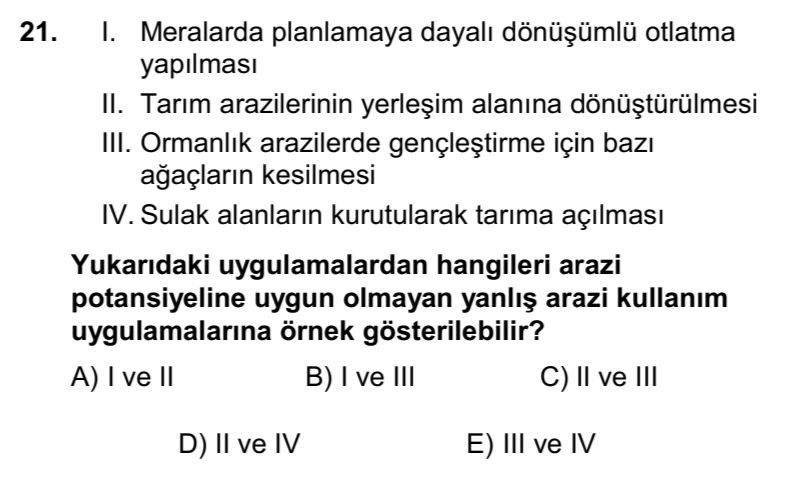 21. I. Meralarda planlamaya dayalı dönüşümlü otlatma
yapılması
II. Tarım arazilerinin yerleşim alanına dönüştürülmesi
III. Ormanlık arazilerde gençleştirme için bazı
ağaçların kesilmesi
IV. Sulak alanların kurutularak tarıma açılması
Yukarıdaki uygulamalardan hangileri arazi
potansiyeline uygun olmayan yanlış arazi kullanım
uygulamalarına örnek gösterilebilir?
A) I ve II B) I ve III C) II ve III
D) II ve IV E) III ve IV